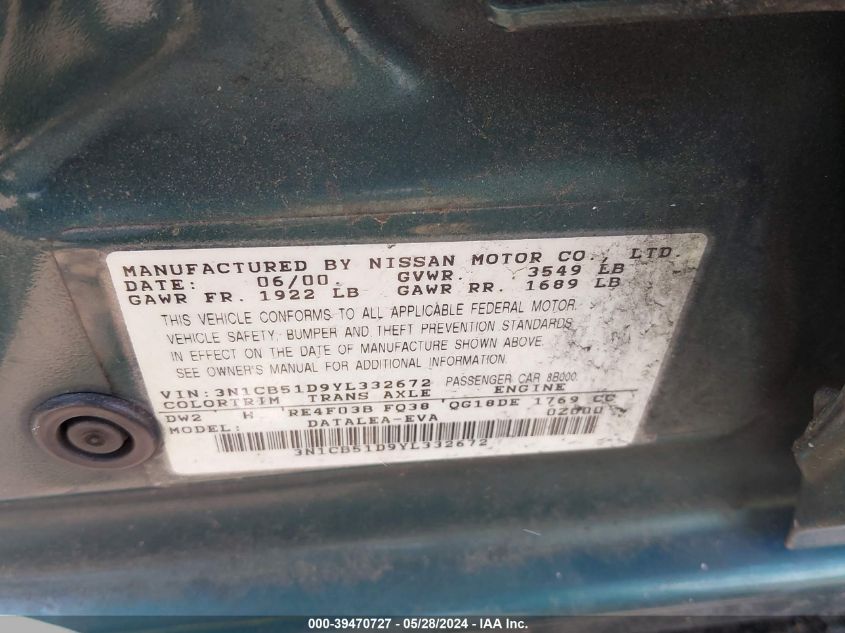 MANUFACTURED BY NISSAN MOTOR CO., LTD.
DATE: 06/00. GVWR. 3549 LB
GAWR FR. 1922 LB GAWR RR. 1689 LB
THIS VEHICLE CONFORMS TO ALL APPLICABLE FEDERAL MOTOR
VEHICLE SAFETY, BUMPER AND THEFT PREVENTION STANDARDS
IN EFFECT ON THE DATE OF MANUFACTURE SHOWN ABOVE.
SEE OWNER'S MANUAL FOR ADDITIONAL INFORMATION.
VIN: 3N1CB51D9YL332672 PASSENGER CAR 8B000
COLOR TRIM TRANS AXLE ENGINE
DW2 H RE4F03B FQ38 QG18DE 1769 CC
MODEL: DATALEA-EVA 02000
3N1CB51D9YL332672
000-39470727 - 05/28/2024 - IAA Inc.